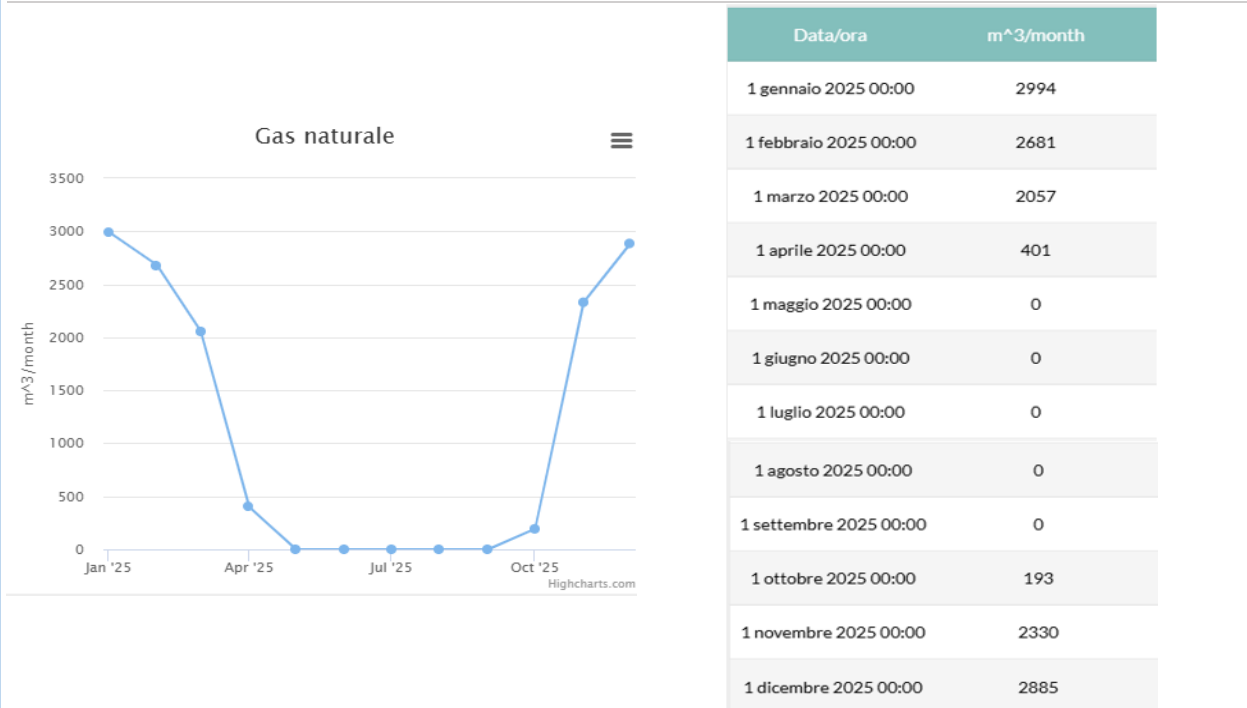 Gas naturale
m^3/month
3500
3000
2500
2000
1500
1000
500
0
Jan '25 Apr '25 Jul '25 Oct '25
Highcharts.com
Data/ora m^3/month
1 gennaio 2025 00:00 2994
1 febbraio 2025 00:00 2681
1 marzo 2025 00:00 2057
1 aprile 2025 00:00 401
1 maggio 2025 00:00 0
1 giugno 2025 00:00 0
1 luglio 2025 00:00 0
1 agosto 2025 00:00 0
1 settembre 2025 00:00 0
1 ottobre 2025 00:00 193
1 novembre 2025 00:00 2330
1 dicembre 2025 00:00 2885